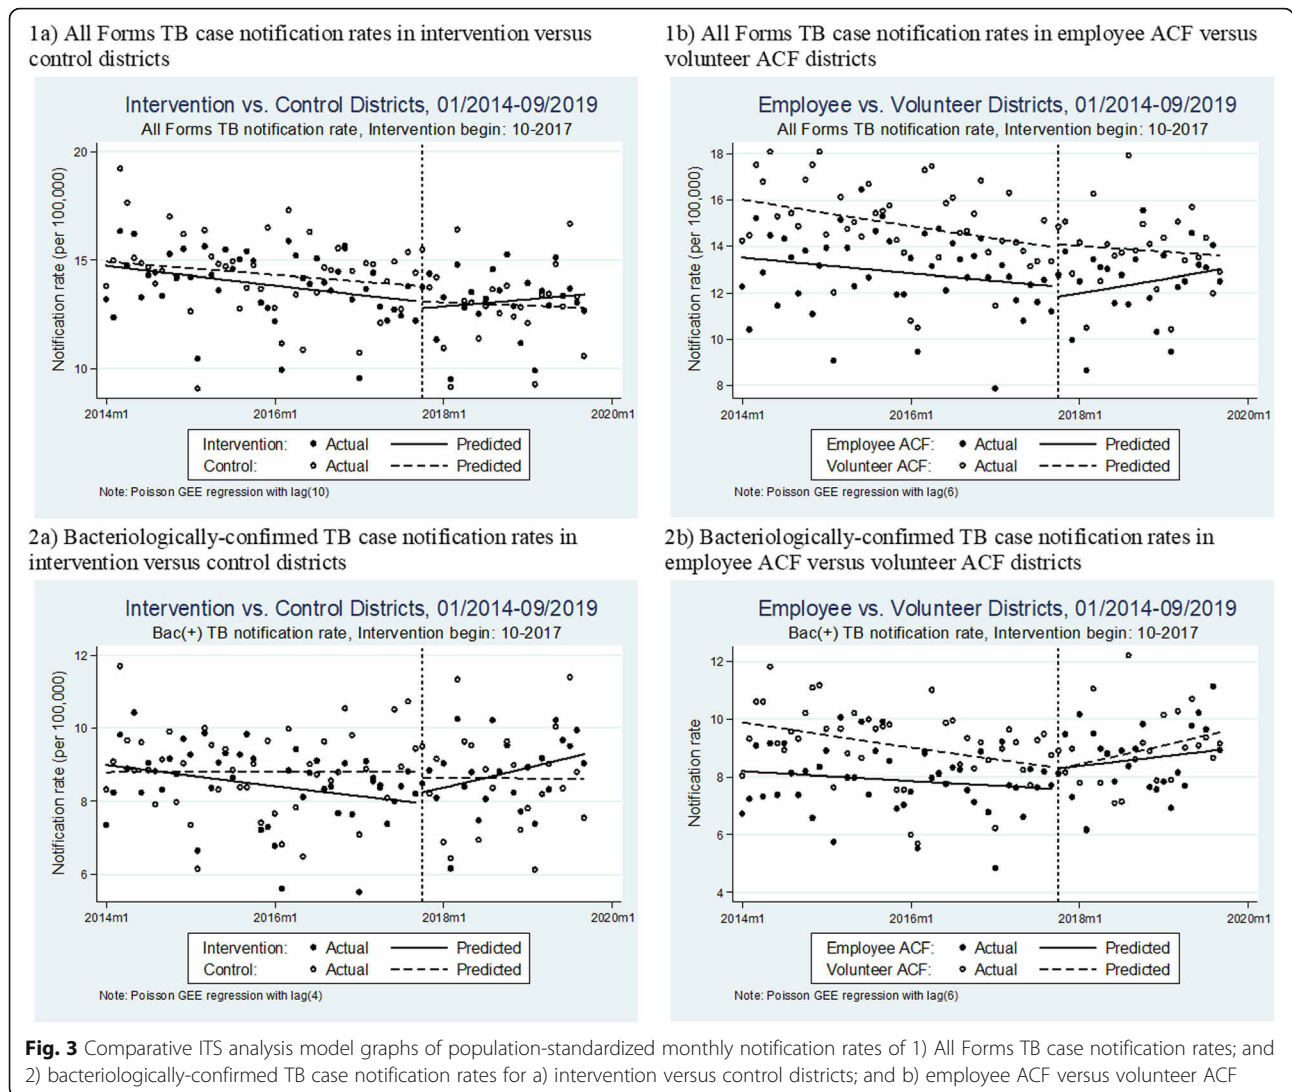 1a) All Forms TB case notification rates in intervention versus
control districts
Intervention vs. Control Districts, 01/2014-09/2019
All Forms TB notification rate, Intervention begin: 10-2017
Notification rate (per 100,000)
20
15
10
2014m1
2016m1
2018m1
2020m1
Intervention: Actual Predicted
Control: Actual Predicted
Note: Poisson GEE regression with lag(10)
1b) All Forms TB case notification rates in employee ACF versus
volunteer ACF districts
Employee vs. Volunteer Districts, 01/2014-09/2019
All Forms TB notification rate, Intervention begin: 10-2017
Notification rate (per 100,000)
18
16
14
12
10
8
2014m1
2016m1
2018m1
2020m1
Employee ACF: Actual Predicted
Volunteer ACF: Actual Predicted
Note: Poisson GEE regression with lag(6)
2a) Bacteriologically-confirmed TB case notification rates in
intervention versus control districts
Intervention vs. Control Districts, 01/2014-09/2019
Bac(+) TB notification rate, Intervention begin: 10-2017
Notification rate (per 100,000)
12
10
8
6
2014m1
2016m1
2018m1
2020m1
Intervention: Actual Predicted
Control: Actual Predicted
Note: Poisson GEE regression with lag(4)
2b) Bacteriologically-confirmed TB case notification rates in
employee ACF versus volunteer ACF districts
Employee vs. Volunteer Districts, 01/2014-09/2019
Bac(+) TB notification rate, Intervention begin: 10-2017
Notification rate
12
10
8
6
4
2014m1
2016m1
2018m1
2020m1
Employee ACF: Actual Predicted
Volunteer ACF: Actual Predicted
Note: Poisson GEE regression with lag(6)
Fig. 3 Comparative ITS analysis model graphs of population-standardized monthly notification rates of 1) All Forms TB case notification rates; and
2) bacteriologically-confirmed TB case notification rates for a) intervention versus control districts; and b) employee ACF versus volunteer ACF